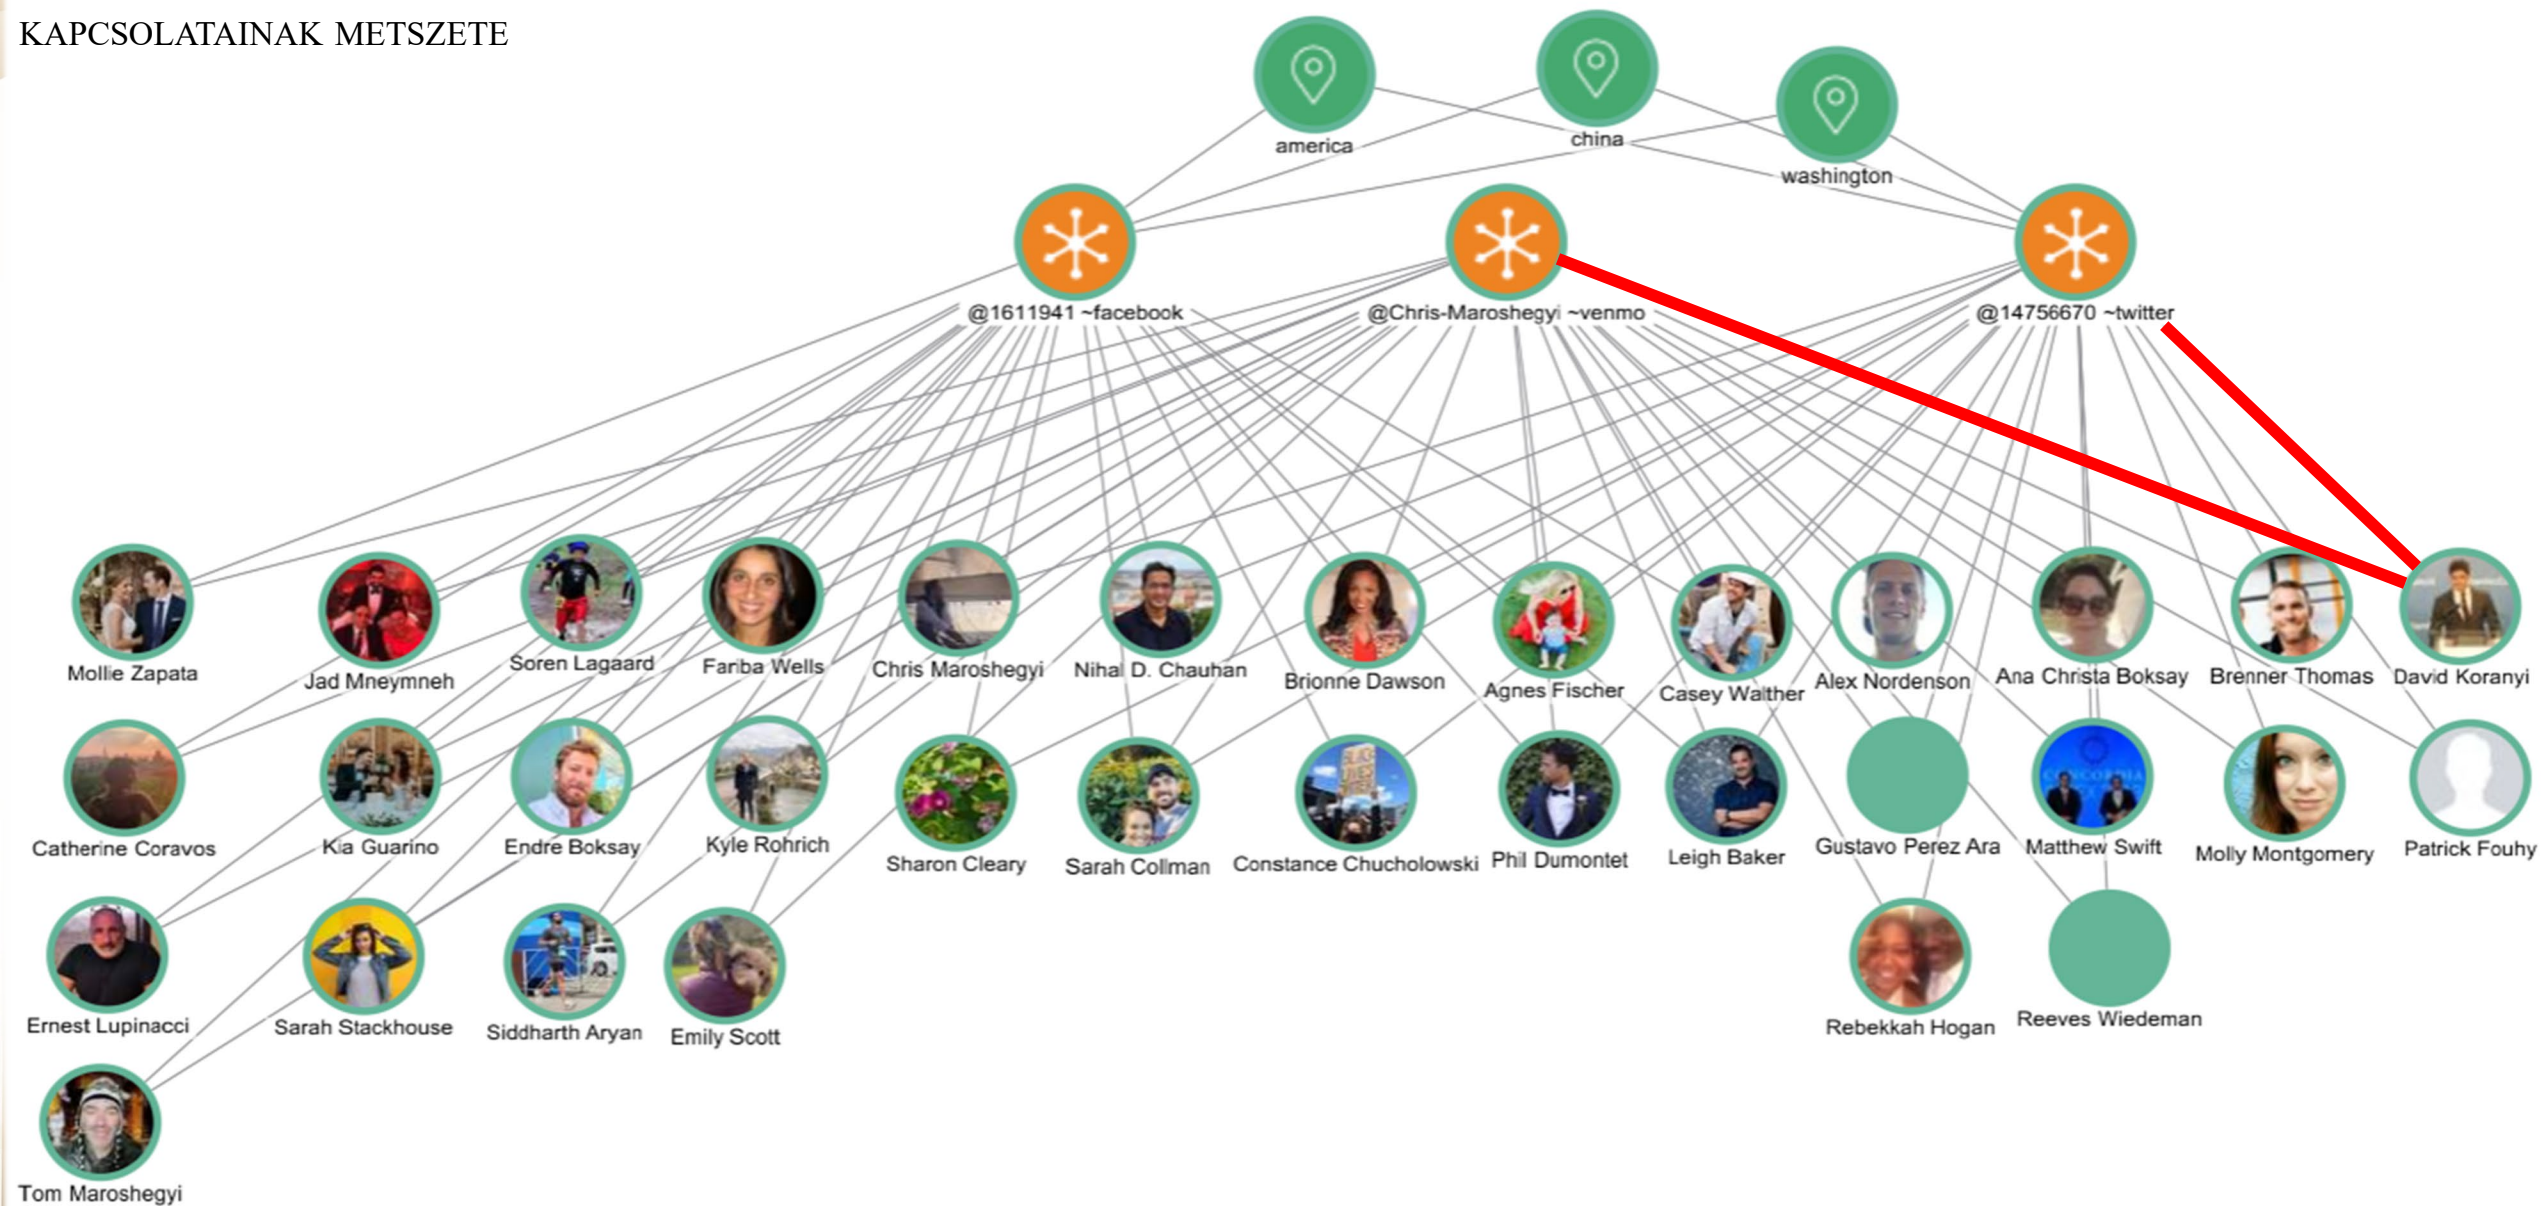 KAPCSOLATAINAK METSZETE
america
china
washington
@1611941 ~facebook
@Chris-Maroshegyi ~venmo
@14756670 ~twitter
Mollie Zapata
Jad Mneymneh
Soren Lagaard
Fariba Wells
Chris Maroshegyi
Nihal D. Chauhan
Brionne Dawson
Agnes Fischer
Casey Walther
Alex Nordenson
Ana Christa Boksay
Brenner Thomas
David Koranyi
Catherine Coravos
Kia Guarino
Endre Boksay
Kyle Rohrich
Sharon Cleary
Sarah Collman
Constance Chucholowski
Phil Dumontet
Leigh Baker
Gustavo Perez Ara
Matthew Swift
Molly Montgomery
Patrick Fouhy
BLACK
LIVES
CONCORDIA
Ernest Lupinacci
Sarah Stackhouse
Siddharth Aryan
Emily Scott
Rebekkah Hogan
Reeves Wiedeman
Tom Maroshegyi